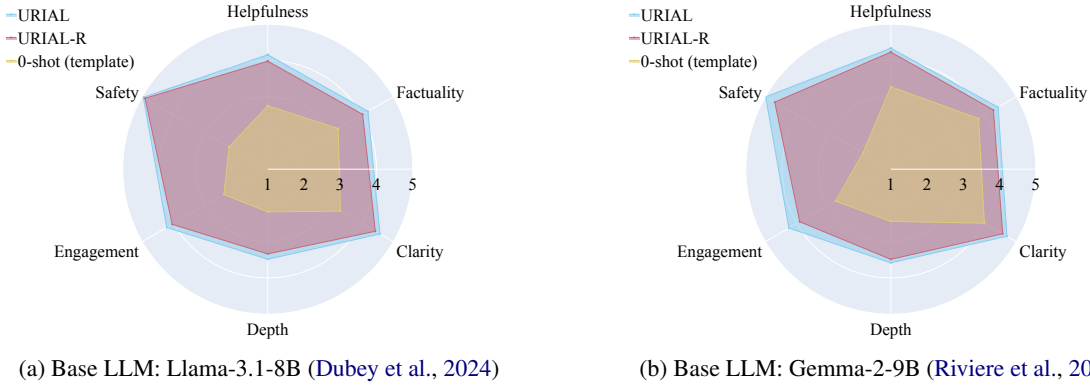 URIAL
URIAL-R
0-shot (template)
Helpfulness
Safety
Factuality
1 2 3 4 5
Engagement
Clarity
Depth
(a) Base LLM: Llama-3.1-8B (Dubey et al., 2024)
URIAL
URIAL-R
0-shot (template)
Helpfulness
Safety
Factuality
1 2 3 4 5
Engagement
Clarity
Depth
(b) Base LLM: Gemma-2-9B (Riviere et al., 20